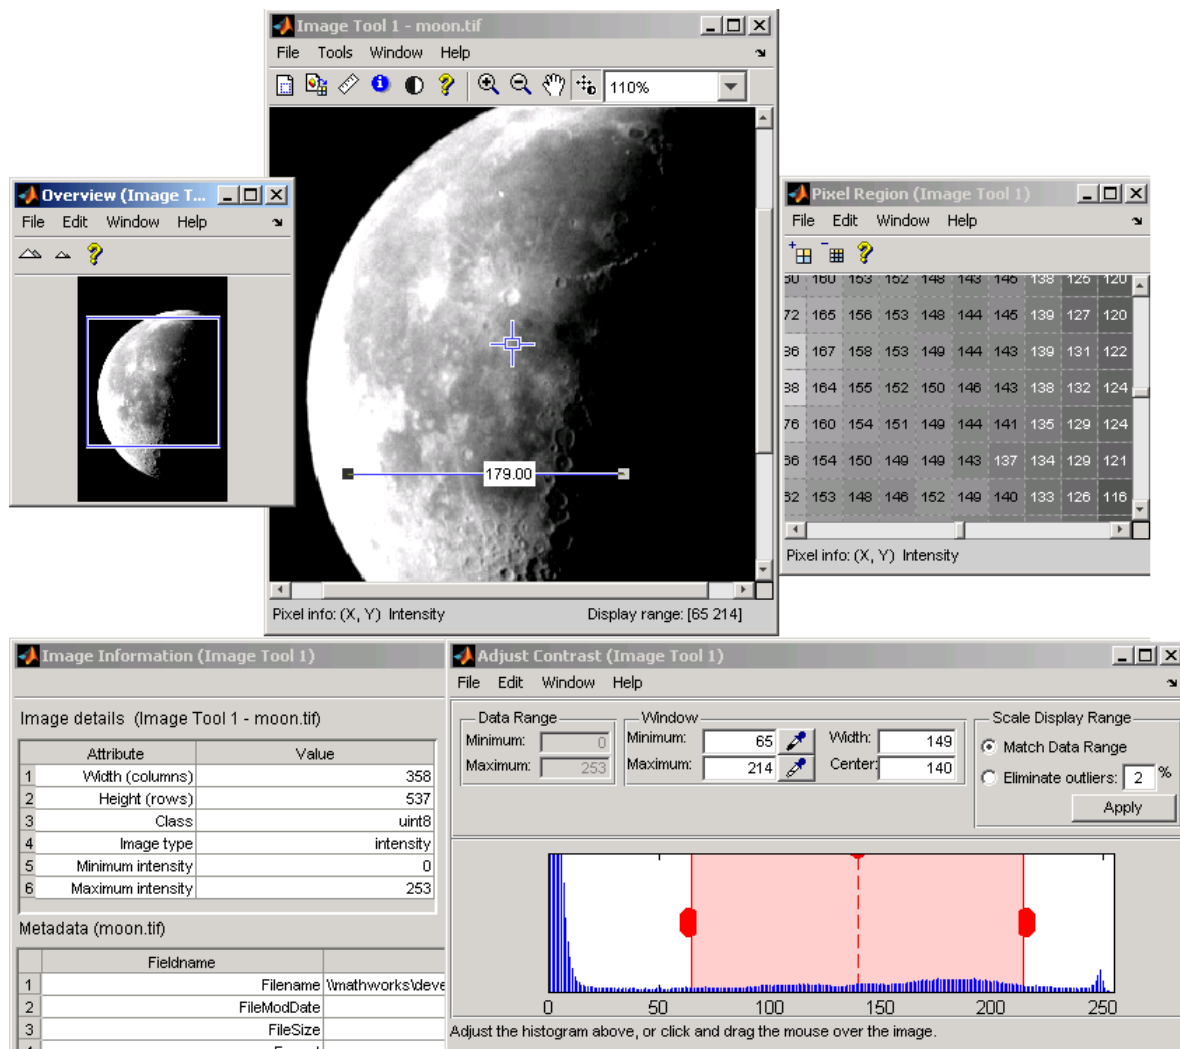 Image Tool 1 - moon.tif
File Tools Window Help
110%
179.00
Pixel info: (X, Y) Intensity
Display range: [65 214]
Overview (Image T...
File Edit Window Help
Pixel Region (Image Tool 1)
File Edit Window Help
160 153 152 148 143 145 138 125 120
72 165 156 153 148 144 145 139 127 120
167 158 153 149 144 143 139 131 122
164 155 152 150 146 143 138 132 124
76 160 154 151 149 144 141 135 129 124
154 150 149 149 143 137 134 129 121
153 148 146 152 149 140 133 126 116
Pixel info: (X, Y) Intensity
Image Information (Image Tool 1)
Image details (Image Tool 1 - moon.tif)
Attribute Value
1 Width (columns) 358
2 Height (rows) 537
3 Class uint8
4 Image type intensity
5 Minimum intensity 0
6 Maximum intensity 253
Metadata (moon.tif)
Fieldname
1 Filename \\mathworks\deve
2 FileModDate
3 FileSize
Adjust Contrast (Image Tool 1)
File Edit Window Help
Data Range
Minimum: 0
Maximum: 253
Window
Minimum: 65
Maximum: 214
Width: 149
Center: 140
Scale Display Range
Match Data Range
Eliminate outliers: 2 %
Apply
0 50 100 150 200 250
Adjust the histogram above, or click and drag the mouse over the image.